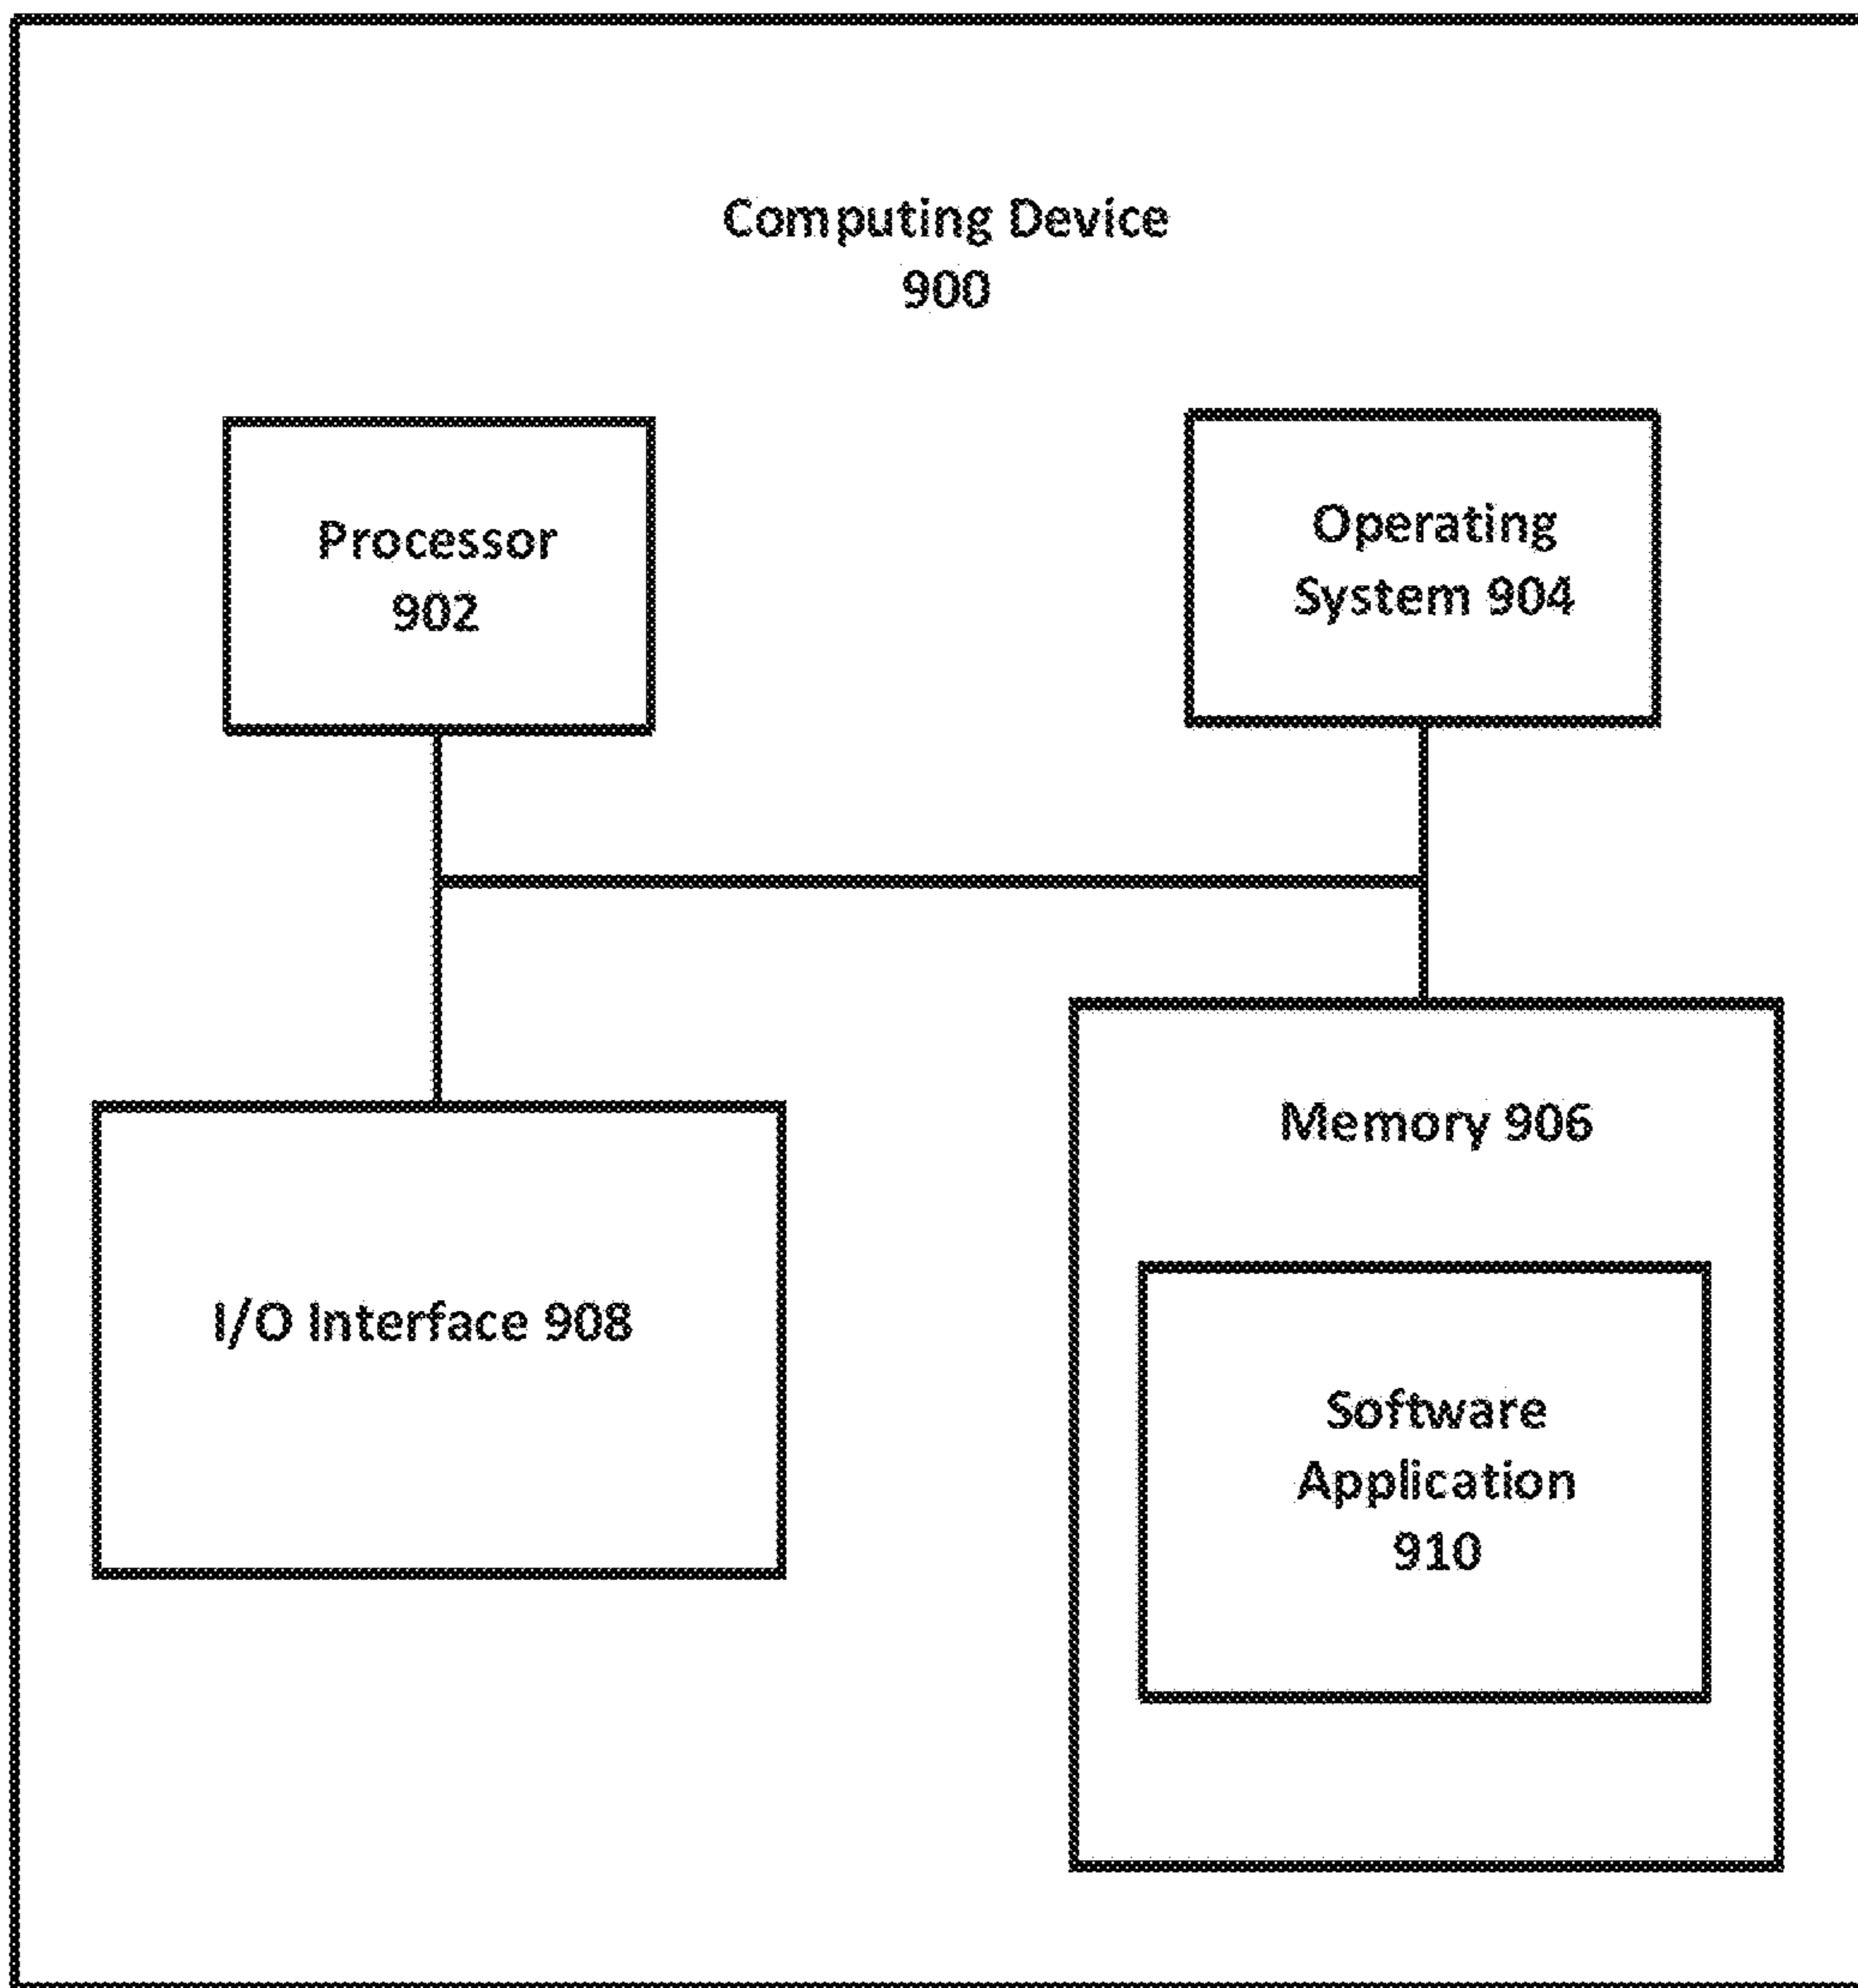 Computing Device
900
Processor
902
Operating
System 904
I/O Interface 908
Memory 906
Software
Application
910